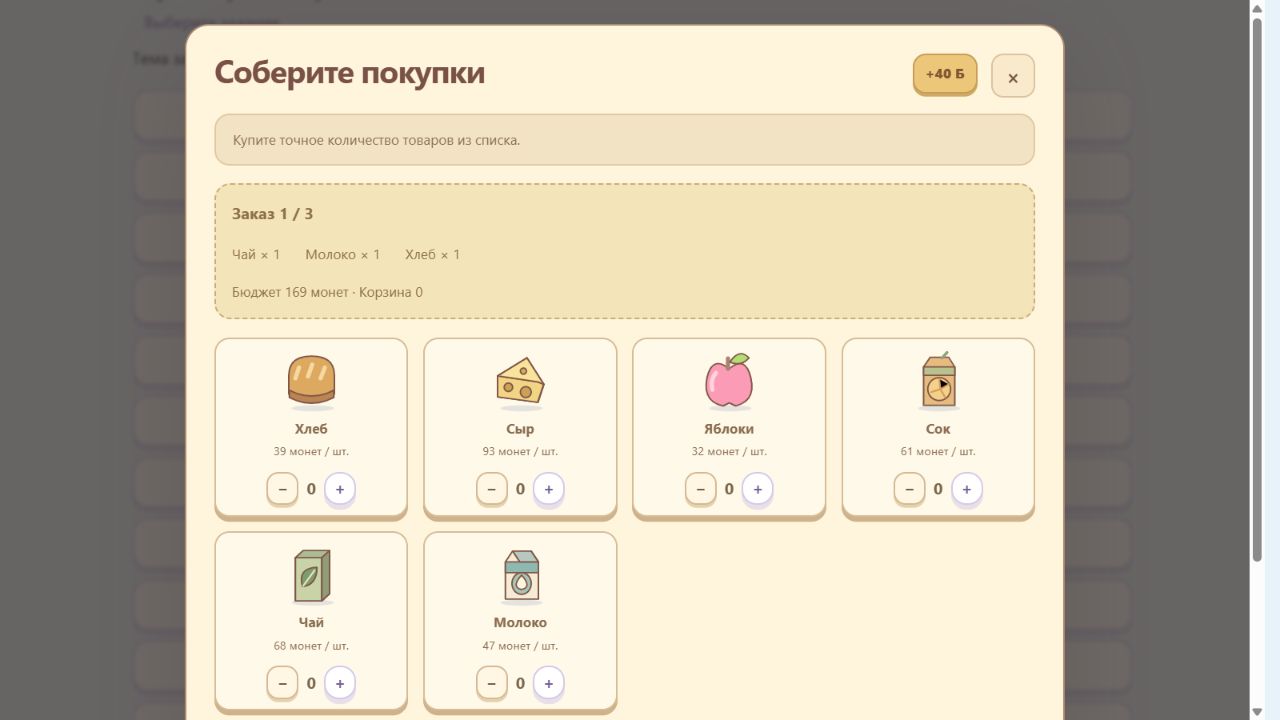 Соберите покупки
+40 Б
×
Купите точное количество товаров из списка.
Заказ 1 / 3
Чай × 1 Молоко × 1 Хлеб × 1
Бюджет 169 монет · Корзина 0
Хлеб
39 монет / шт.
− 0 +
Сыр
93 монет / шт.
− 0 +
Яблоки
32 монет / шт.
− 0 +
Сок
61 монет / шт.
− 0 +
Чай
68 монет / шт.
− 0 +
Молоко
47 монет / шт.
− 0 +